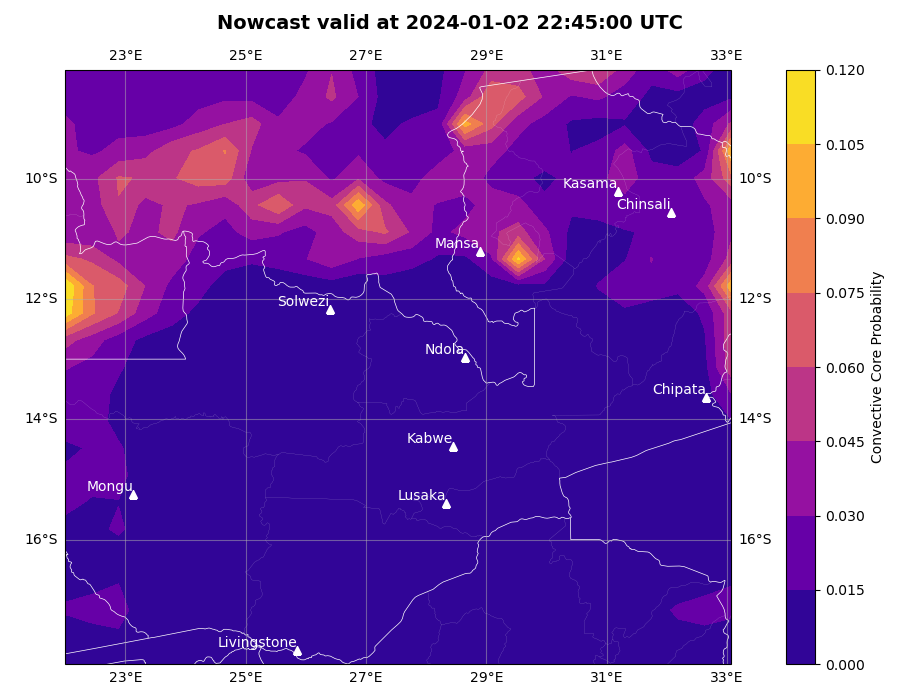 Nowcast valid at 2024-01-02 22:45:00 UTC
23°E 25°E 27°E 29°E 31°E 33°E
0.120
0.105
10°S Kasama 10°S
Chinsali
0.090
Mansa
0.075
12°S Solwezi 12°S
0.060
Ndola
Chipata
14°S 14°S
0.045
Kabwe
Mongu Lusaka
0.030
16°S 16°S
0.015
Livingstone
0.000
23°E 25°E 27°E 29°E 31°E 33°E
Convective Core Probability